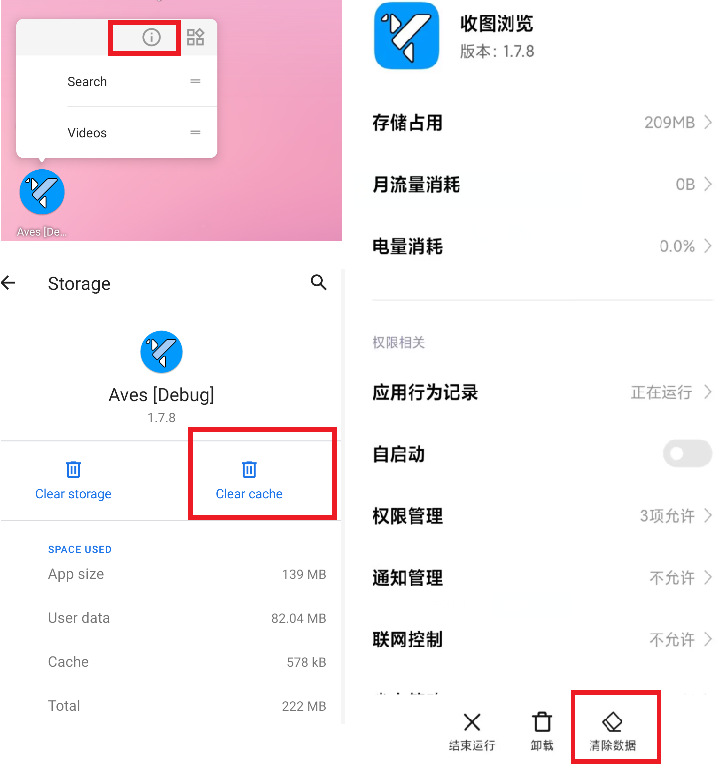 Search
Videos
Aves [De...
Storage
Aves [Debug]
1.7.8
Clear storage
Clear cache
SPACE USED
App size 139 MB
User data 82.04 MB
Cache 578 kB
Total 222 MB
收图浏览
版本：1.7.8
存储占用 209MB
月流量消耗 0B
电量消耗 0.0%
权限相关
应用行为记录 正在运行
自启动
权限管理 3项允许
通知管理 不允许
联网控制 不允许
结束运行 卸载 清除数据